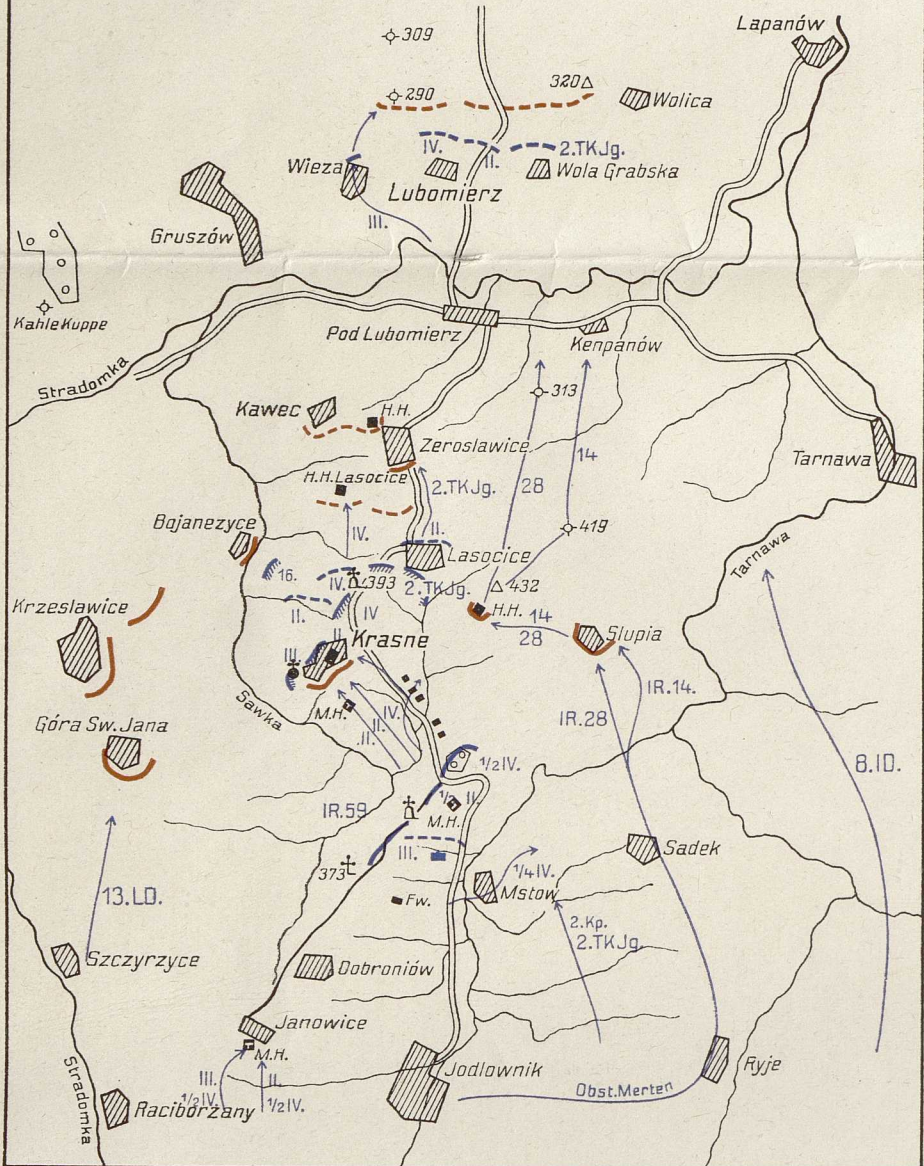 Lapanów
309
290
320
Wolica
IV.
II.
2.TKJg.
Wieza
Lubomierz
Wola Grabska
III.
Gruszów
Kahle Kuppe
Pod Lubomierz
Kenpanów
Stradomka
313
Kawec
H.H.
Zeroslawice
14
Tarnawa
H.H.Lasocice
2.TKJg.
28
Bojanezyce
IV.
II.
419
Lasocice
Tarnawa
16.
IV.
393
2.TKJg.
432
Krzeslawice
II.
IV
H.H.
14
28
Slupia
Krasne
II
III.
IR.14.
Sawka
M.H.
IV.
II.
II.
IR.28
Góra Sw. Jana
1/2 IV.
8.ID.
IR.59
1/2 II.
M.H.
III.
Sadek
373
1/4 IV.
13.LD.
Mstow
Fw.
2.Kp.
2.TKJg.
Szczyrzyce
Dobroniów
Janowice
M.H.
Jodlownik
Ryje
Stradomka
III.
II.
1/2 IV.
1/2 IV.
Raciborzany
Obst. Merten